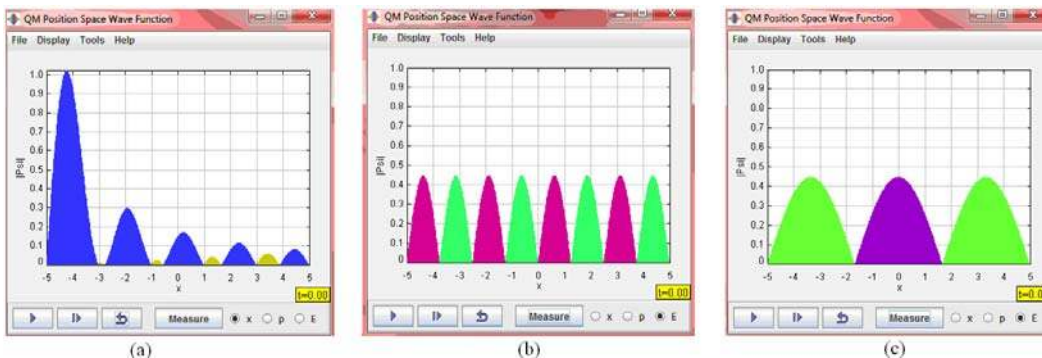 QM Position Space Wave Function
File Display Tools Help
1.0
0.9
0.8
0.7
0.6
0.5
0.4
0.3
0.2
0.1
0
|Psi|
-5 -4 -3 -2 -1 0 1 2 3 4 5
x
t=0.00
Measure x p E
(a)
QM Position Space Wave Function
File Display Tools Help
1.0
0.9
0.8
0.7
0.6
0.5
0.4
0.3
0.2
0.1
0
|Psi|
-5 -4 -3 -2 -1 0 1 2 3 4 5
x
t=0.00
Measure x p E
(b)
QM Position Space Wave Function
File Display Tools Help
1.0
0.9
0.8
0.7
0.6
0.5
0.4
0.3
0.2
0.1
0
|Psi|
-5 -4 -3 -2 -1 0 1 2 3 4 5
x
t=0.00
Measure x p E
(c)